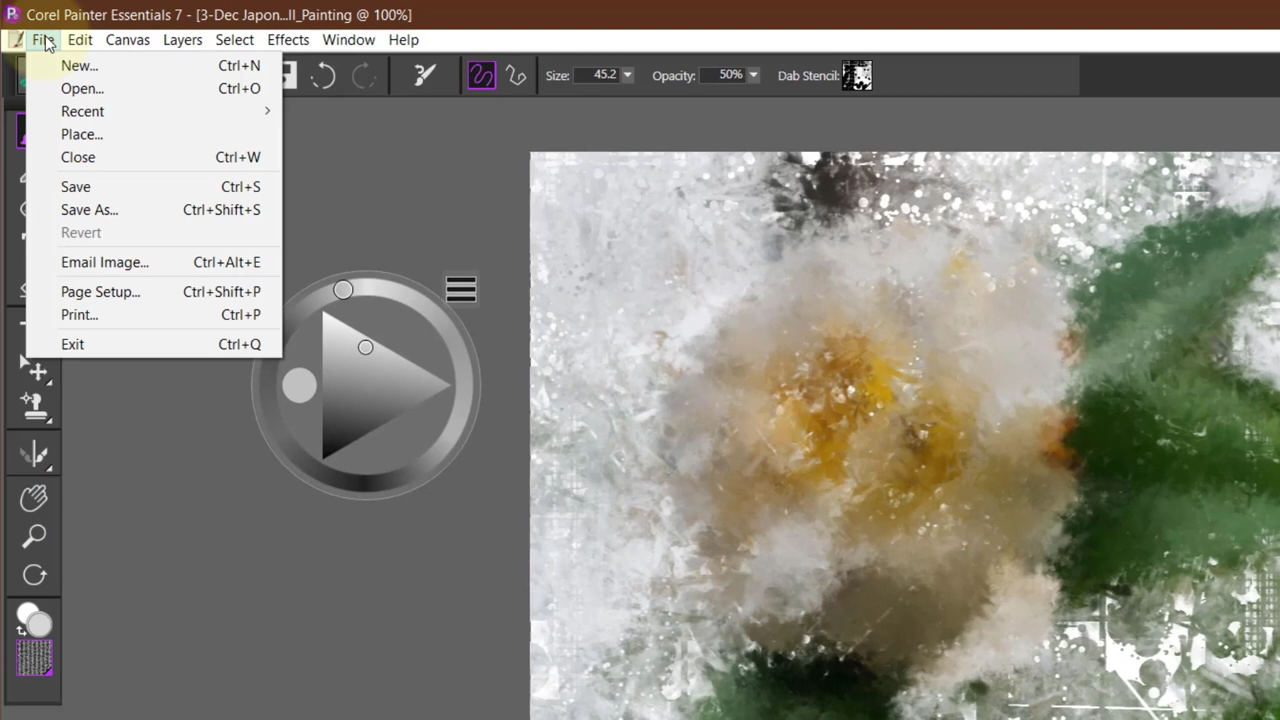 Corel Painter Essentials 7 - [3-Dec Japon...ll_Painting @ 100%]
File Edit Canvas Layers Select Effects Window Help
Size: 45.2 Opacity: 50% Dab Stencil:
New... Ctrl+N
Open... Ctrl+O
Recent
Place...
Close Ctrl+W
Save Ctrl+S
Save As... Ctrl+Shift+S
Revert
Email Image... Ctrl+Alt+E
Page Setup... Ctrl+Shift+P
Print... Ctrl+P
Exit Ctrl+Q